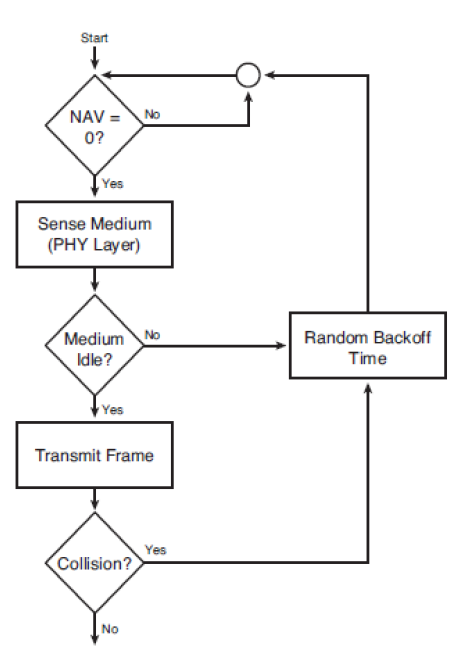 Start
NAV =
0?
No
Yes
Sense Medium
(PHY Layer)
Medium
Idle?
No
Random Backoff
Time
Yes
Transmit Frame
Collision?
Yes
No